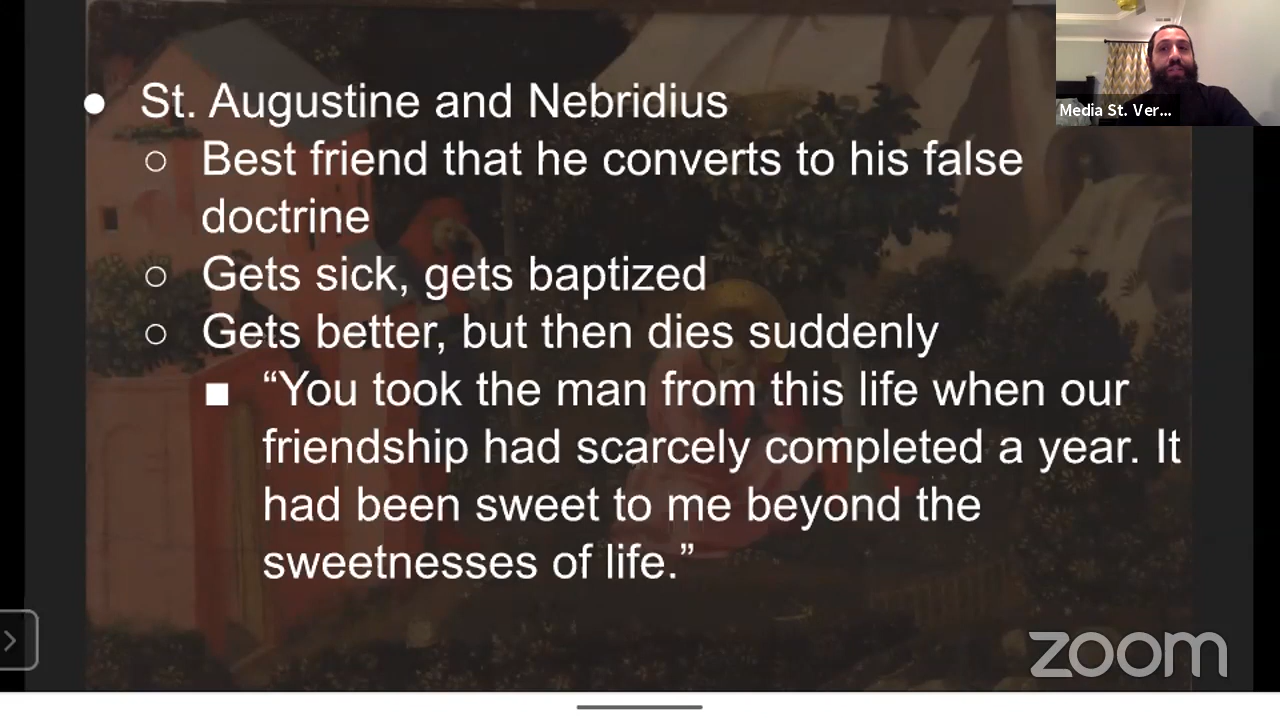 Media St. Ver...
● St. Augustine and Nebridius
○ Best friend that he converts to his false
doctrine
○ Gets sick, gets baptized
○ Gets better, but then dies suddenly
■ “You took the man from this life when our
friendship had scarcely completed a year. It
had been sweet to me beyond the
sweetnesses of life.”
zoom